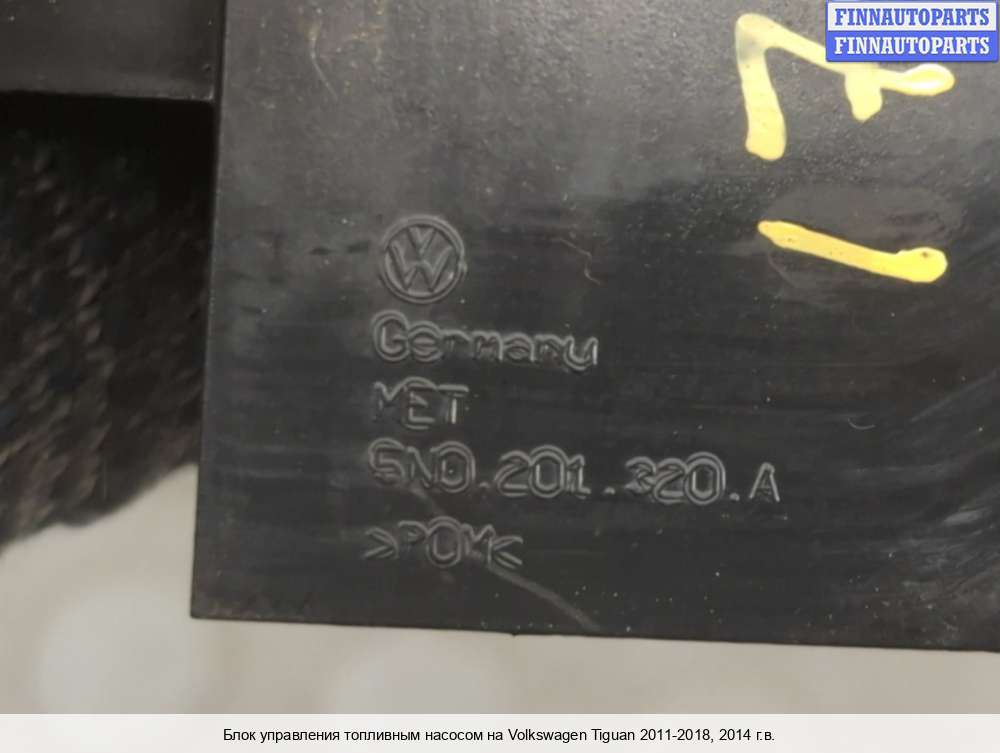 FINNAUTOPARTS
FINNAUTOPARTS
Germany
MET
5N0.201.320.A
>POM<
Блок управления топливным насосом на Volkswagen Tiguan 2011-2018, 2014 г.в.